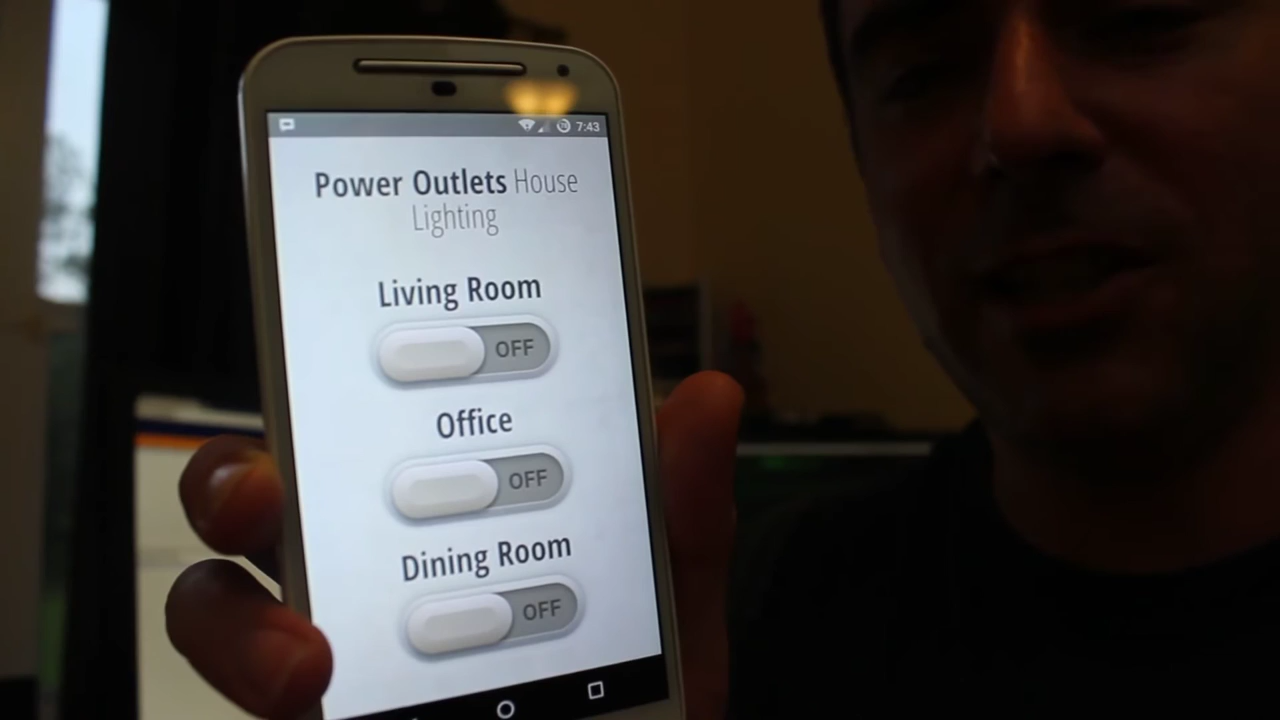 7:43
Power Outlets House
Lighting
Living Room
OFF
Office
OFF
Dining Room
OFF